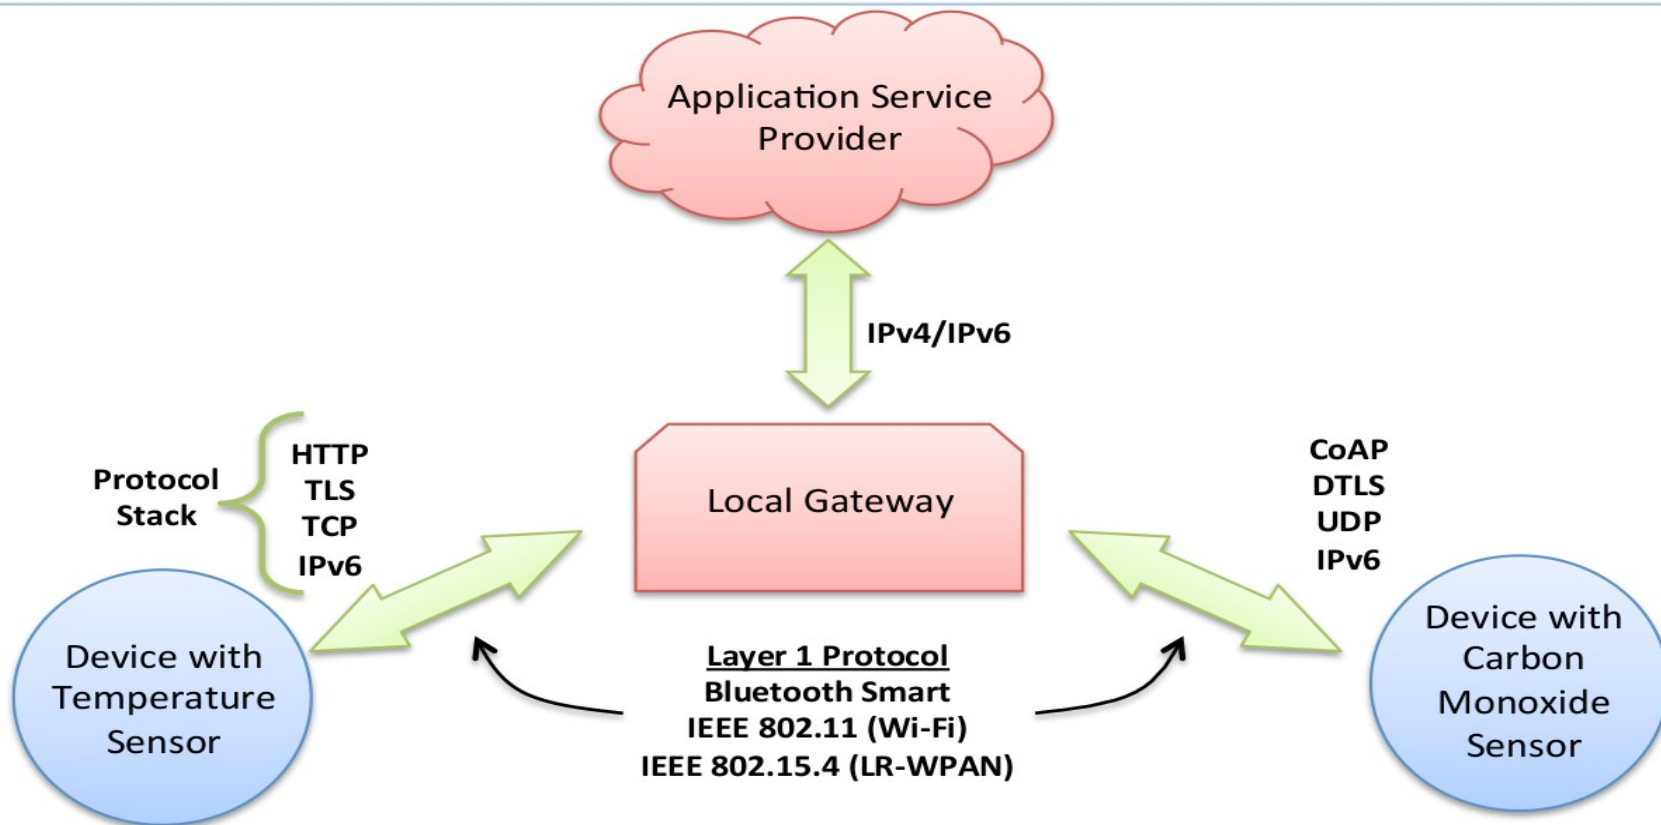 Application Service
Provider
IPv4/IPv6
Protocol
Stack
HTTP
TLS
TCP
IPv6
Local Gateway
CoAP
DTLS
UDP
IPv6
Device with
Temperature
Sensor
Layer 1 Protocol
Bluetooth Smart
IEEE 802.11 (Wi-Fi)
IEEE 802.15.4 (LR-WPAN)
Device with
Carbon
Monoxide
Sensor